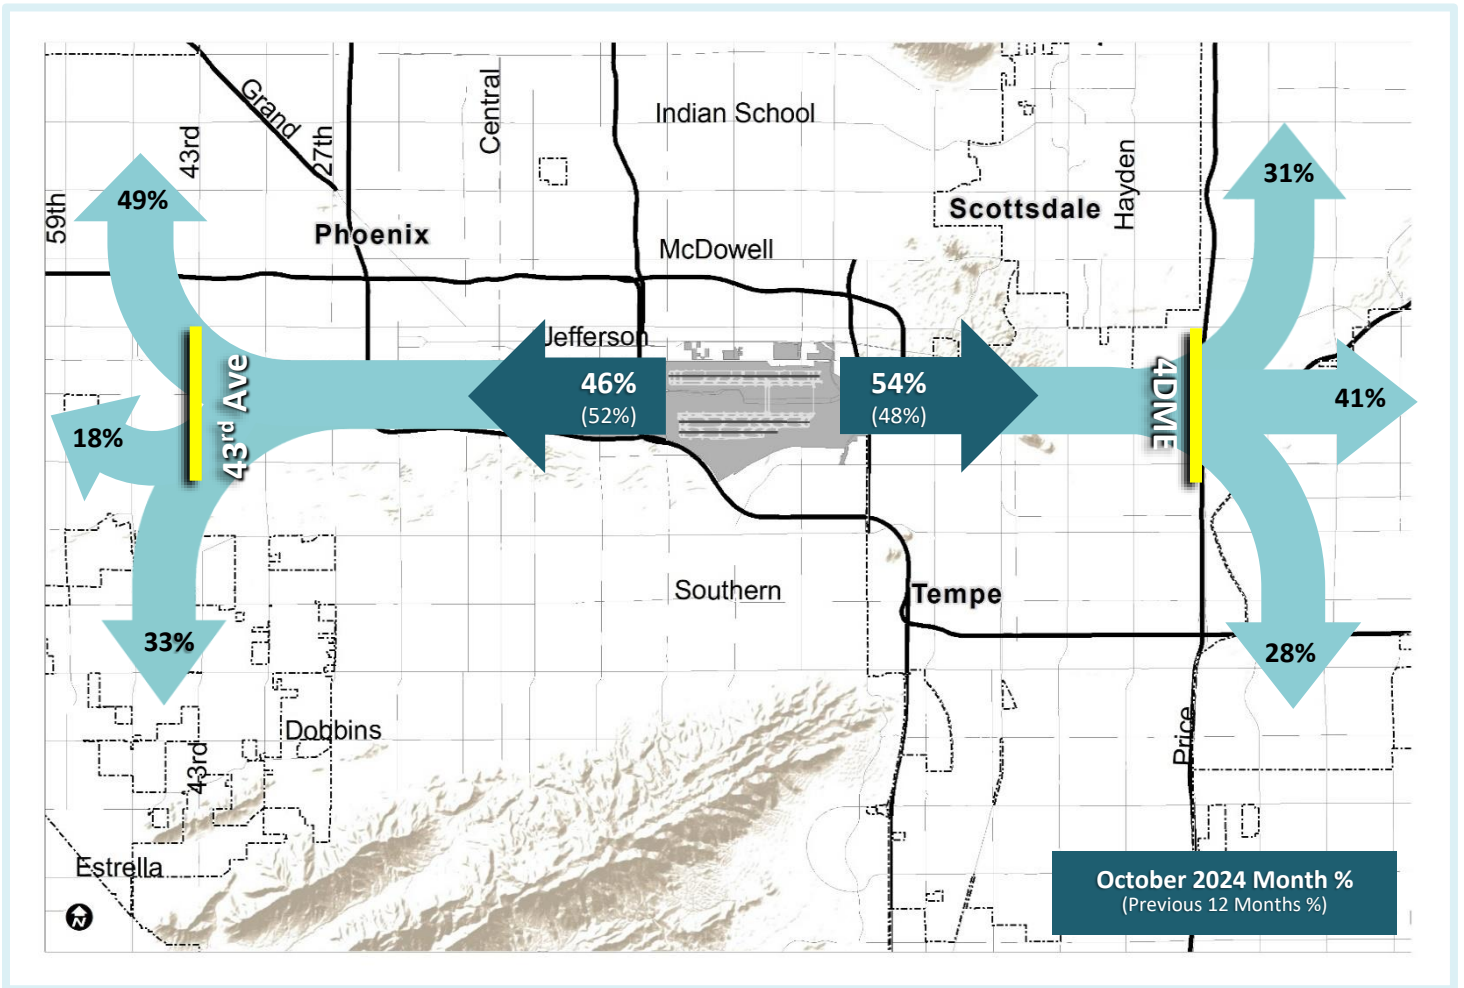 Grand
43rd
27th
Central
Indian School
Hayden
31%
49%
59th
Phoenix
Scottsdale
McDowell
Jefferson
46%
(52%)
54%
(48%)
43rd Ave
4DME
41%
18%
33%
Southern
Tempe
28%
Dobbins
43rd
Price
Estrella
N
October 2024 Month %
(Previous 12 Months %)